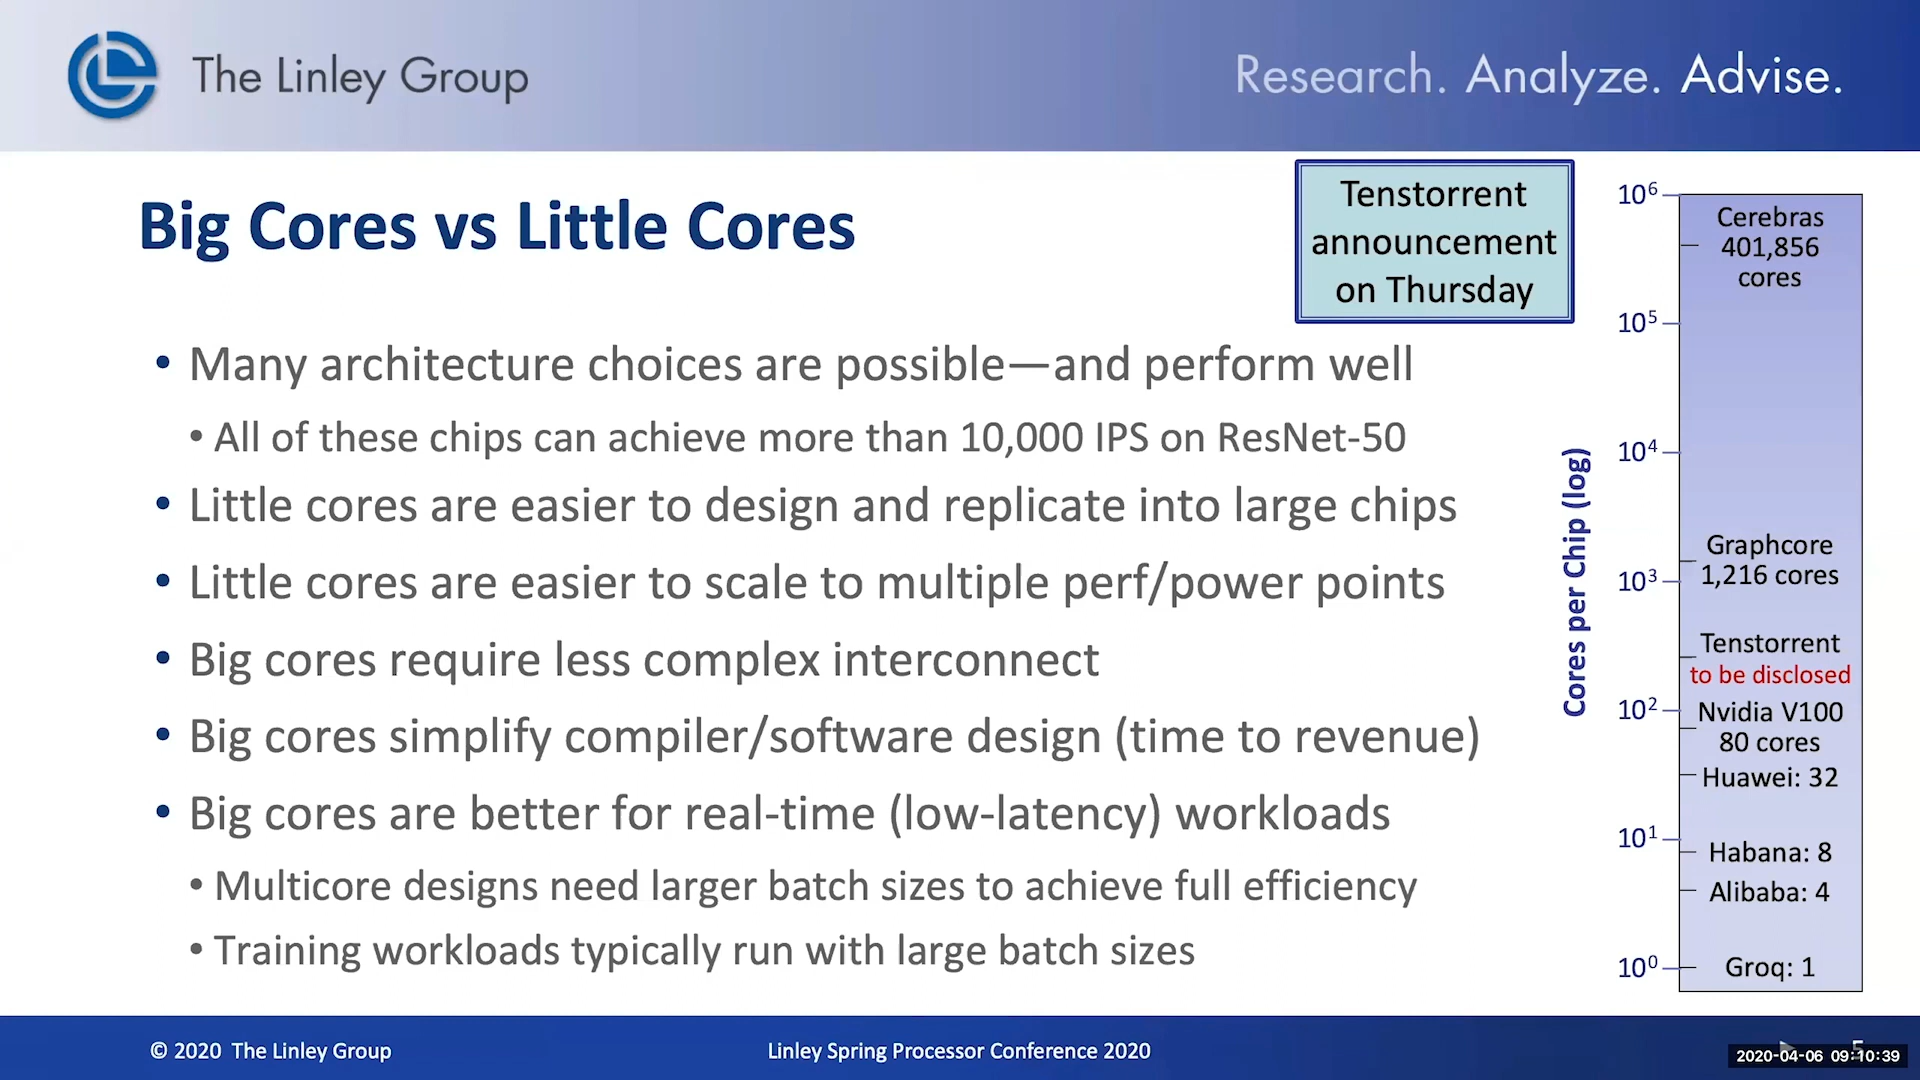 The Linley Group
Research. Analyze. Advise.
Big Cores vs Little Cores
Tenstorrent
announcement
on Thursday
• Many architecture choices are possible—and perform well
• All of these chips can achieve more than 10,000 IPS on ResNet-50
• Little cores are easier to design and replicate into large chips
• Little cores are easier to scale to multiple perf/power points
• Big cores require less complex interconnect
• Big cores simplify compiler/software design (time to revenue)
• Big cores are better for real-time (low-latency) workloads
• Multicore designs need larger batch sizes to achieve full efficiency
• Training workloads typically run with large batch sizes
Cores per Chip (log)
10⁶
10⁵
10⁴
10³
10²
10¹
10⁰
Cerebras
401,856
cores
Graphcore
1,216 cores
Tenstorrent
to be disclosed
Nvidia V100
80 cores
Huawei: 32
Habana: 8
Alibaba: 4
Groq: 1
© 2020 The Linley Group
Linley Spring Processor Conference 2020
5
2020-04-06 09:10:39